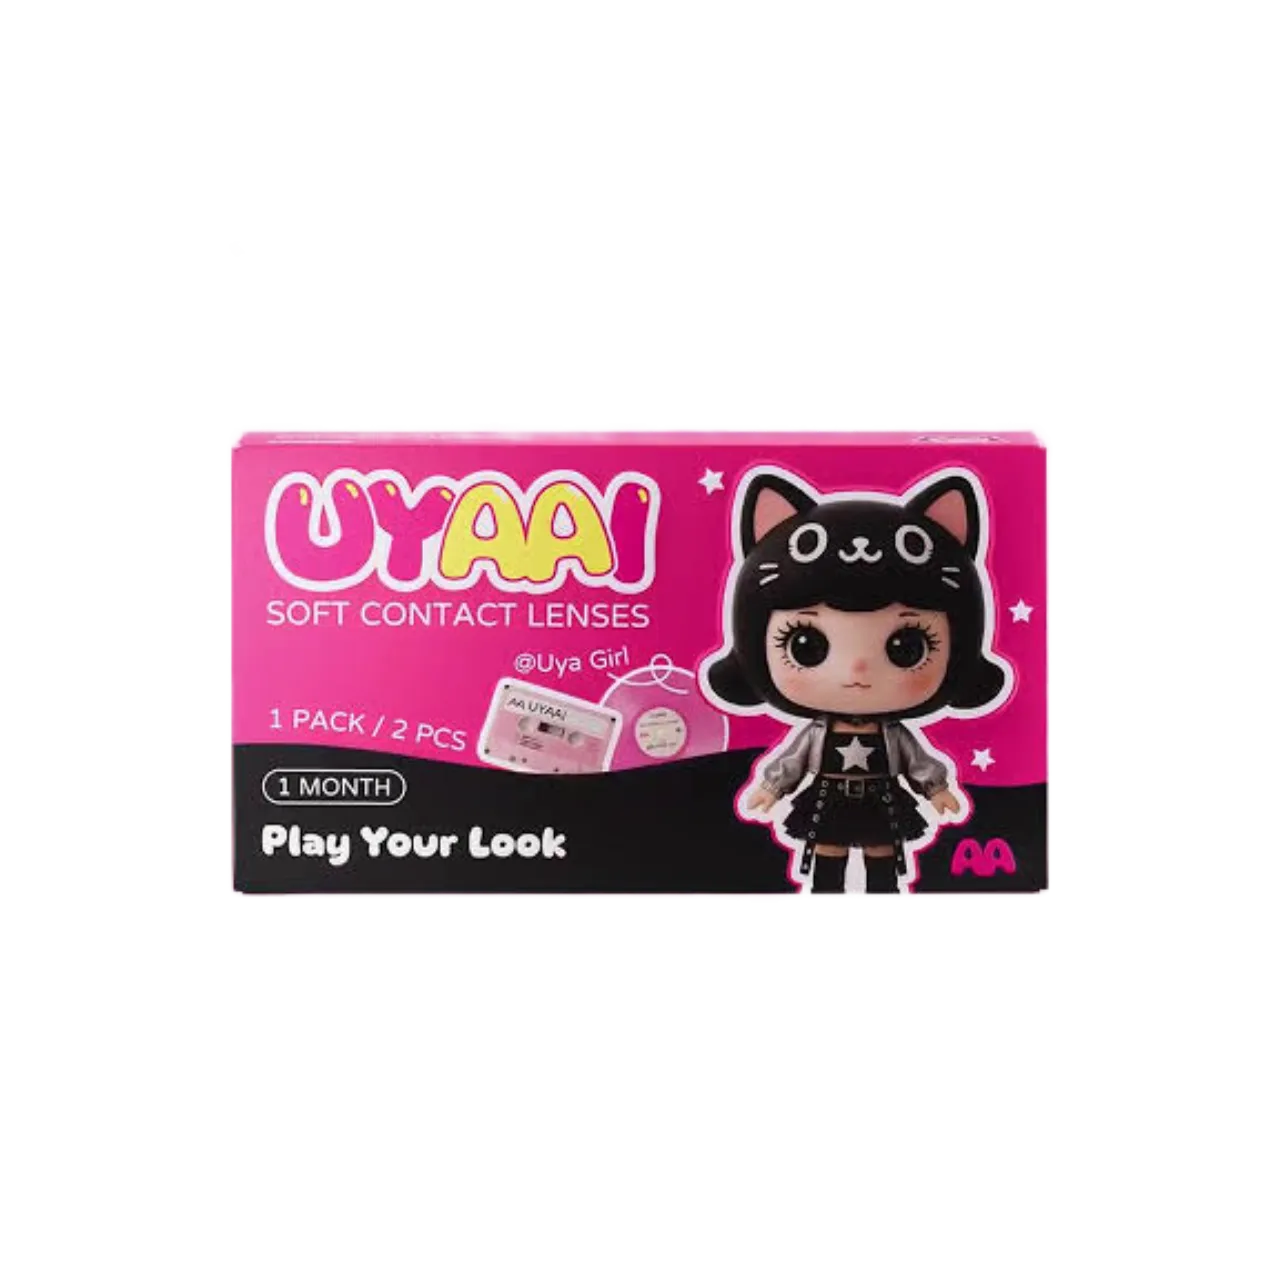 UYAAI
SOFT CONTACT LENSES
@Uya Girl
AA UYAAI
1 PACK / 2 PCS
1 MONTH
Play Your Look
AA